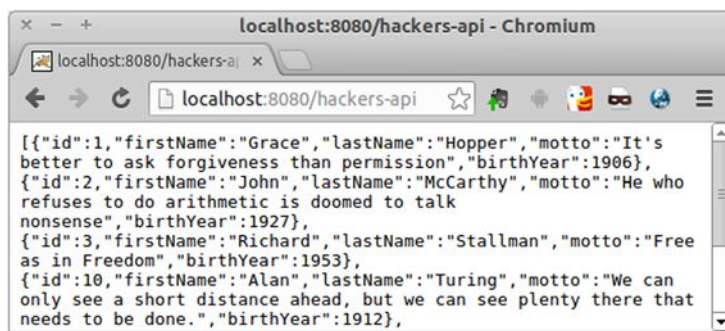 localhost:8080/hackers-api - Chromium
localhost:8080/hackers-a
localhost:8080/hackers-api
[{"id":1,"firstName":"Grace","lastName":"Hopper","motto":"It's
better to ask forgiveness than permission","birthYear":1906},
{"id":2,"firstName":"John","lastName":"McCarthy","motto":"He who
refuses to do arithmetic is doomed to talk
nonsense","birthYear":1927},
{"id":3,"firstName":"Richard","lastName":"Stallman","motto":"Free
as in Freedom","birthYear":1953},
{"id":10,"firstName":"Alan","lastName":"Turing","motto":"We can
only see a short distance ahead, but we can see plenty there that
needs to be done.","birthYear":1912},